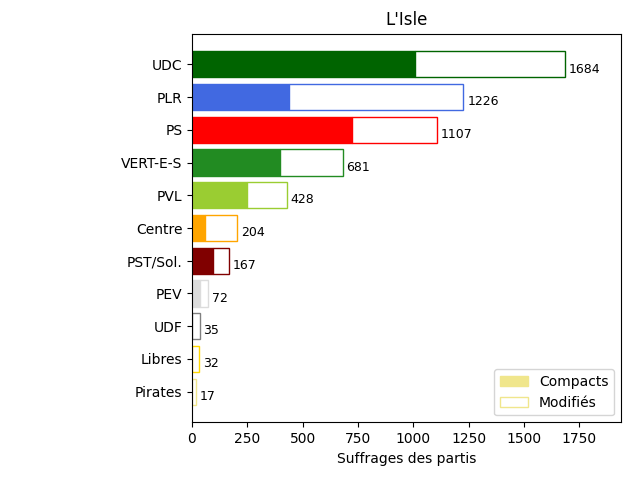 L'Isle
UDC 1684
PLR 1226
PS 1107
VERT-E-S 681
PVL 428
Centre 204
PST/Sol. 167
PEV 72
UDF 35
Libres 32
Pirates 17
Compacts
Modifiés
0 250 500 750 1000 1250 1500 1750
Suffrages des partis